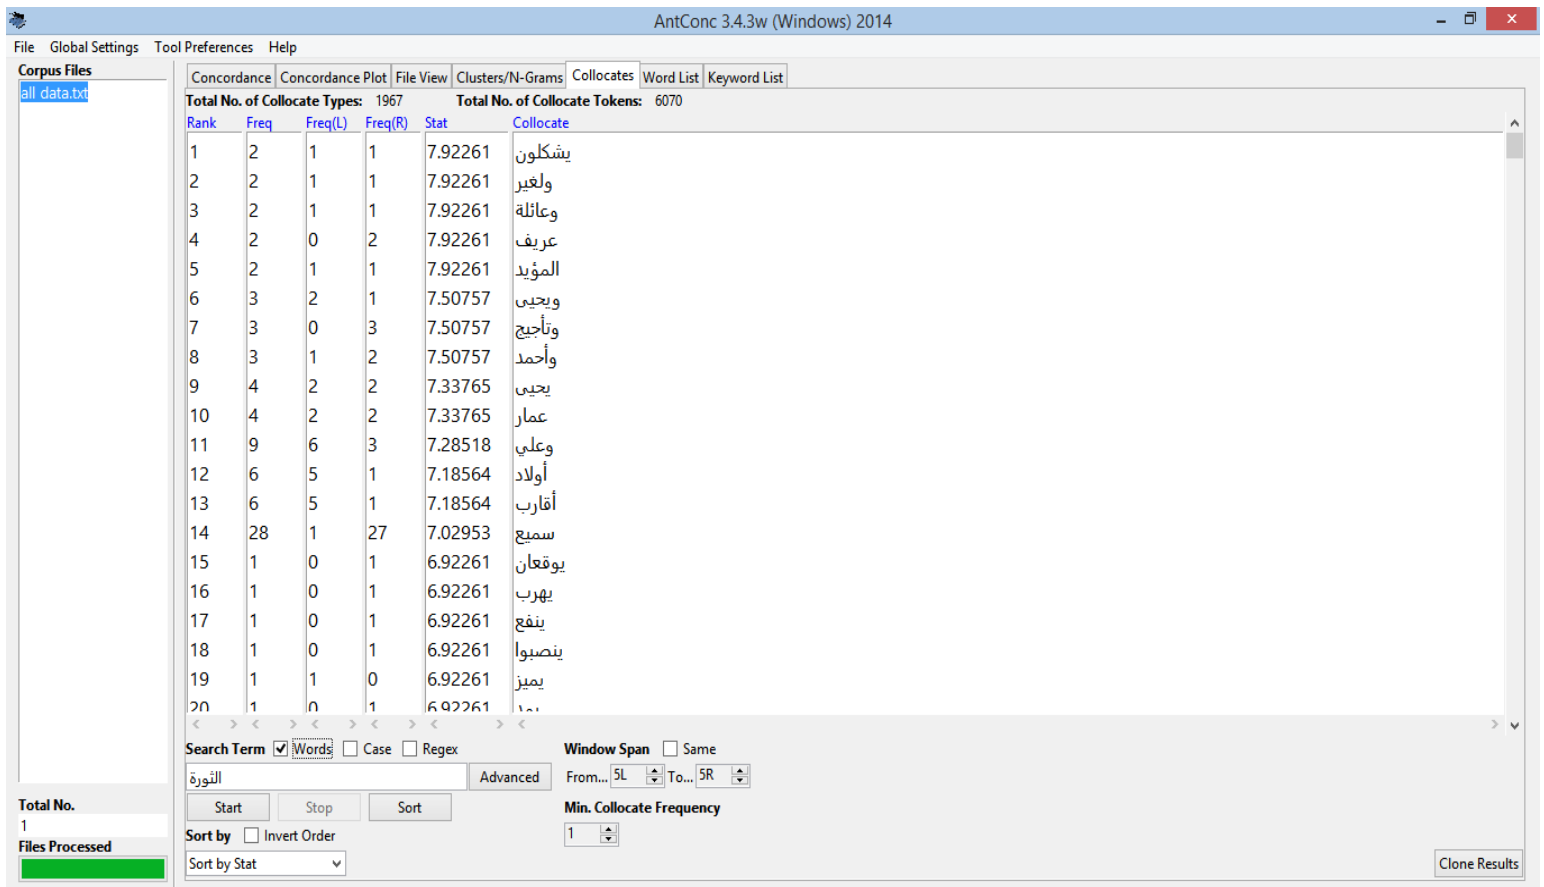 AntConc 3.4.3w (Windows) 2014
File Global Settings Tool Preferences Help
Corpus Files
all data.txt
Concordance Concordance Plot File View Clusters/N-Grams Collocates Word List Keyword List
Total No. of Collocate Types: 1967 Total No. of Collocate Tokens: 6070
Rank Freq Freq(L) Freq(R) Stat Collocate
1 2 1 1 7.92261 يشكلون
2 2 1 1 7.92261 ولغير
3 2 1 1 7.92261 وعائلة
4 2 0 2 7.92261 عريف
5 2 1 1 7.92261 المؤيد
6 3 2 1 7.50757 ويحيى
7 3 0 3 7.50757 وتأجيج
8 3 1 2 7.50757 وأحمد
9 4 2 2 7.33765 يحيى
10 4 2 2 7.33765 عمار
11 9 6 3 7.28518 وعلي
12 6 5 1 7.18564 أولاد
13 6 5 1 7.18564 أقارب
14 28 1 27 7.02953 سميع
15 1 0 1 6.92261 يوقعان
16 1 0 1 6.92261 يهرب
17 1 0 1 6.92261 ينفع
18 1 0 1 6.92261 ينصبوا
19 1 1 0 6.92261 يميز
20 1 0 1 6.92261
Search Term Words Case Regex Window Span Same
الثورة Advanced From... 5L To... 5R
Start Stop Sort Min. Collocate Frequency
Total No.
1
Sort by Invert Order 1
Files Processed
Sort by Stat Clone Results